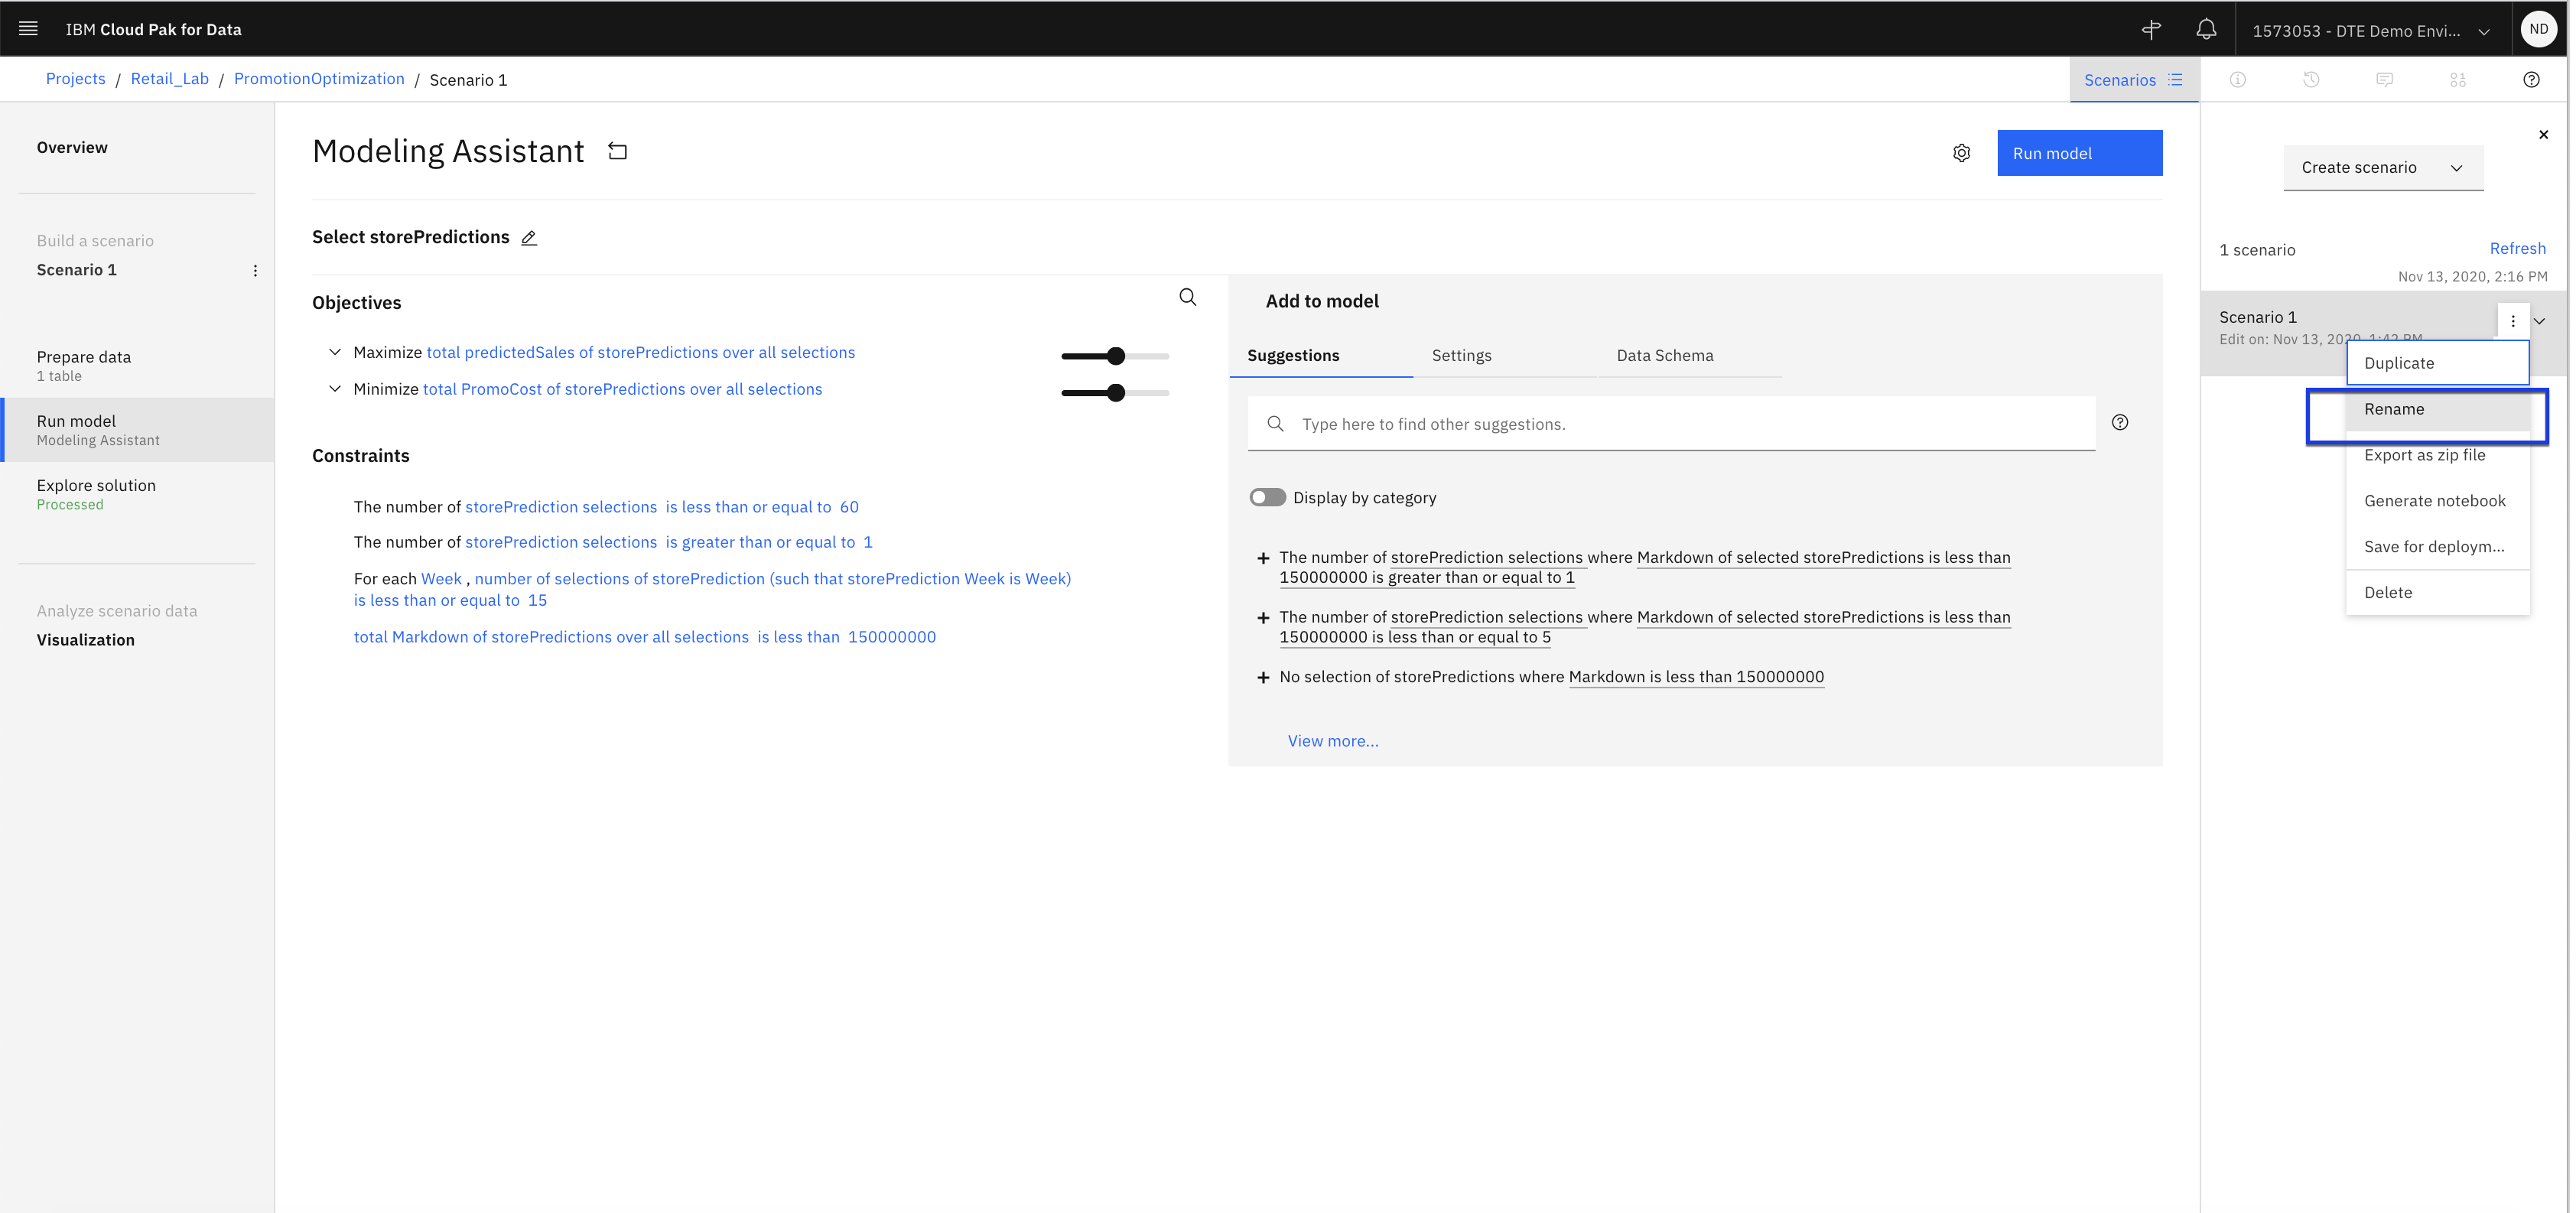 IBM Cloud Pak for Data
1573053 - DTE Demo Envi...
ND
Projects / Retail_Lab / PromotionOptimization / Scenario 1
Scenarios
Overview
Build a scenario
Scenario 1
Prepare data
1 table
Run model
Modeling Assistant
Explore solution
Processed
Analyze scenario data
Visualization
Modeling Assistant
Run model
Select storePredictions
Objectives
Maximize total predictedSales of storePredictions over all selections
Minimize total PromoCost of storePredictions over all selections
Constraints
The number of storePrediction selections is less than or equal to 60
The number of storePrediction selections is greater than or equal to 1
For each Week , number of selections of storePrediction (such that storePrediction Week is Week)
is less than or equal to 15
total Markdown of storePredictions over all selections is less than 150000000
Add to model
Suggestions
Settings
Data Schema
Type here to find other suggestions.
Display by category
+ The number of storePrediction selections where Markdown of selected storePredictions is less than
150000000 is greater than or equal to 1
+ The number of storePrediction selections where Markdown of selected storePredictions is less than
150000000 is less than or equal to 5
+ No selection of storePredictions where Markdown is less than 150000000
View more...
Create scenario
1 scenario
Refresh
Nov 13, 2020, 2:16 PM
Scenario 1
Edit on: Nov 13, 2020, 1:42 PM
Duplicate
Rename
Export as zip file
Generate notebook
Save for deploym...
Delete